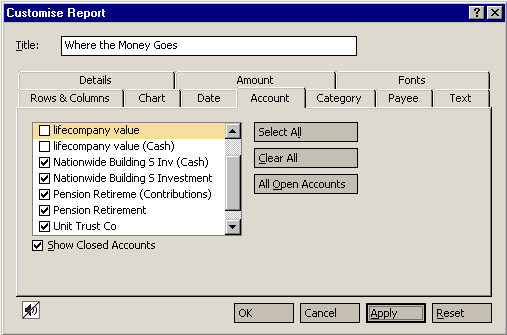 Customise Report
Title: Where the Money Goes
Details Amount Fonts
Rows & Columns Chart Date Account Category Payee Text
lifecompany value
lifecompany value (Cash)
Nationwide Building S Inv (Cash)
Nationwide Building S Investment
Pension Retireme (Contributions)
Pension Retirement
Unit Trust Co
Show Closed Accounts
Select All
Clear All
All Open Accounts
OK Cancel Apply Reset